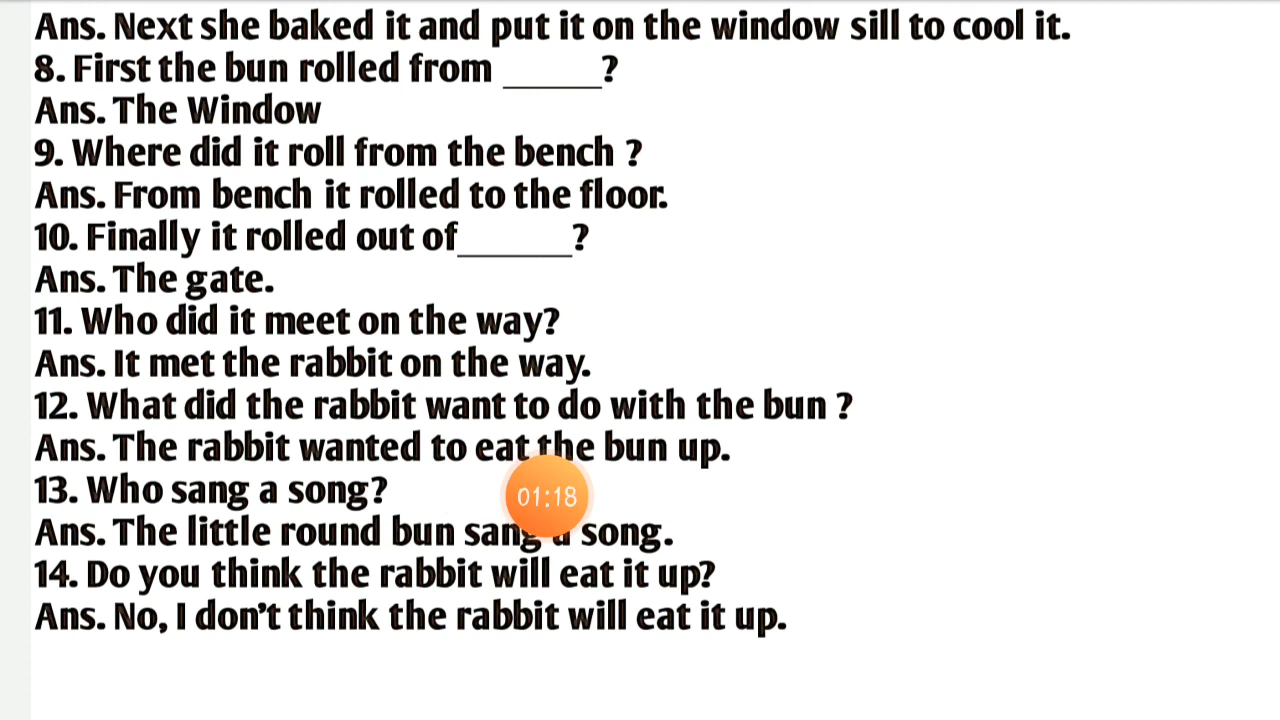 Ans. Next she baked it and put it on the window sill to cool it.
8. First the bun rolled from _____?
Ans. The Window
9. Where did it roll from the bench ?
Ans. From bench it rolled to the floor.
10. Finally it rolled out of______?
Ans. The gate.
11. Who did it meet on the way?
Ans. It met the rabbit on the way.
12. What did the rabbit want to do with the bun ?
Ans. The rabbit wanted to eat the bun up.
13. Who sang a song?
01:18
Ans. The little round bun sang a song.
14. Do you think the rabbit will eat it up?
Ans. No, I don't think the rabbit will eat it up.